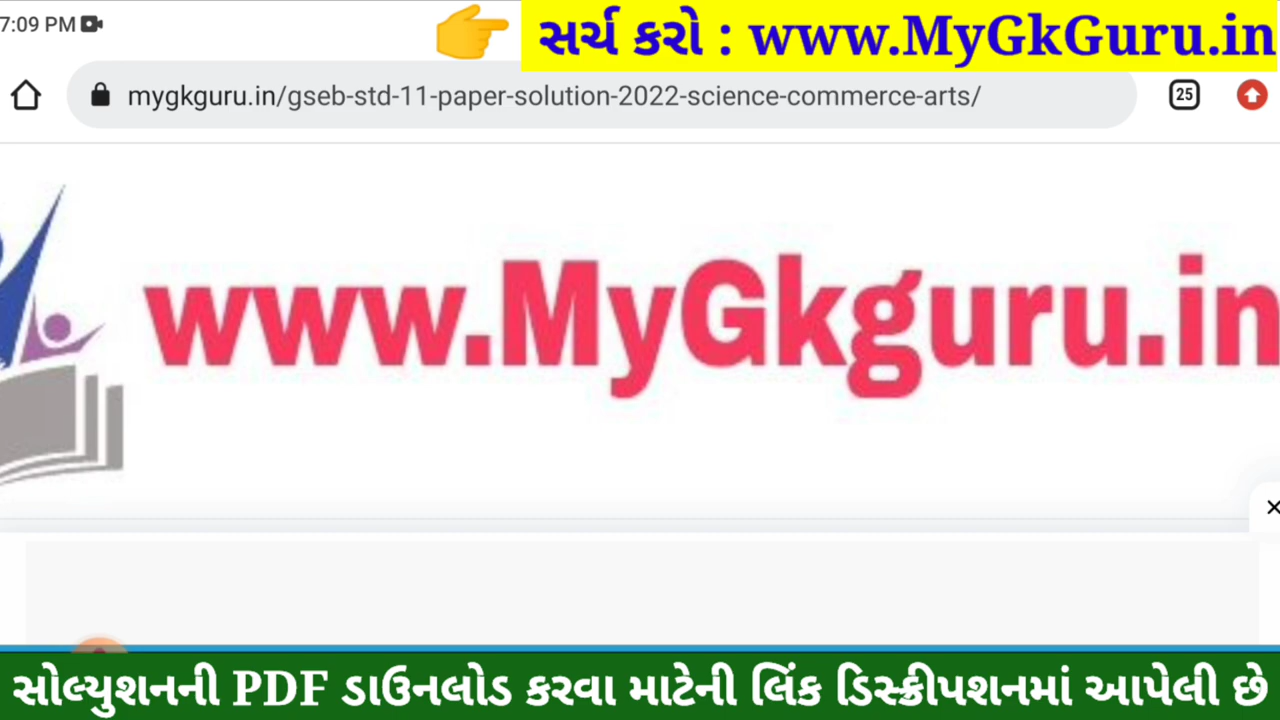 7:09 PM
સર્ચ કરો : www.MyGkGuru.in
mygkguru.in/gseb-std-11-paper-solution-2022-science-commerce-arts/
25
www.MyGkguru.in
સોલ્યુશનની PDF ડાઉનલોડ કરવા માટેની લિંક ડિસ્ક્રીપશનમાં આપેલી છે